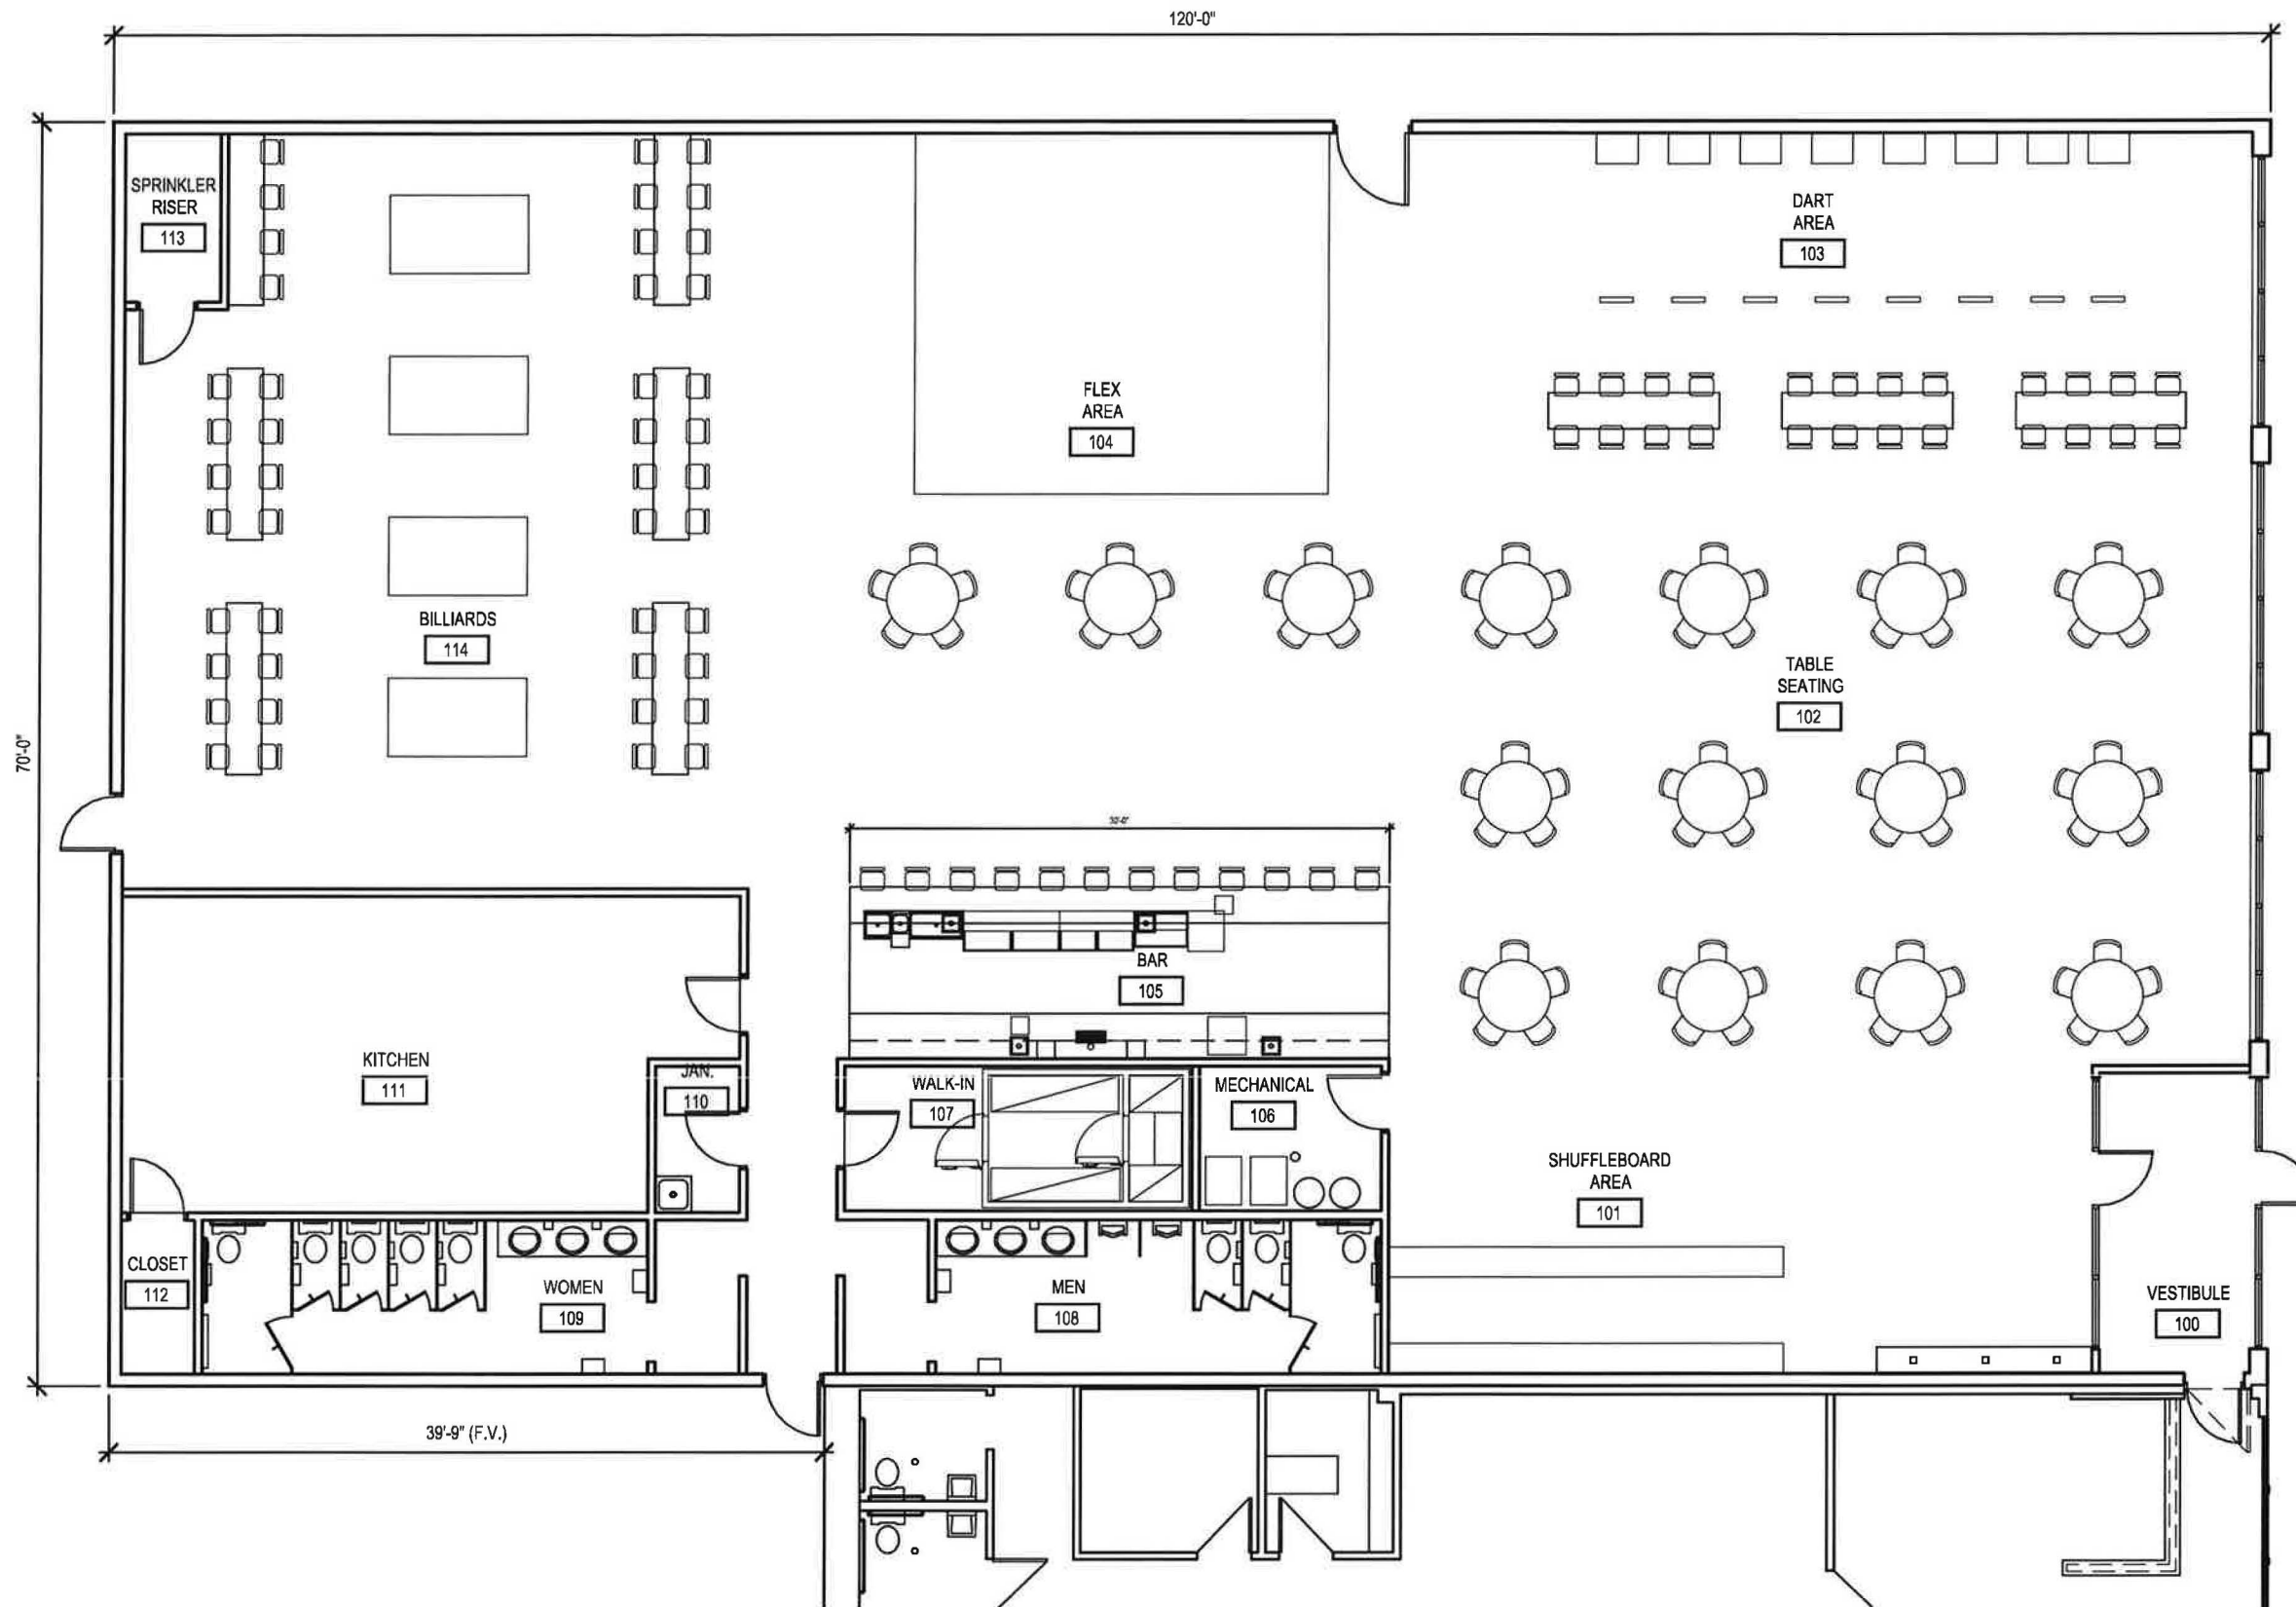 120'-0"
SPRINKLER
RISER
113
DART
AREA
103
FLEX
AREA
104
BILLIARDS
114
TABLE
SEATING
102
70'-0"
30'-0"
BAR
105
KITCHEN
111
JAN.
110
WALK-IN
107
MECHANICAL
106
SHUFFLEBOARD
AREA
101
CLOSET
112
WOMEN
109
MEN
108
VESTIBULE
100
39'-9" (F.V.)